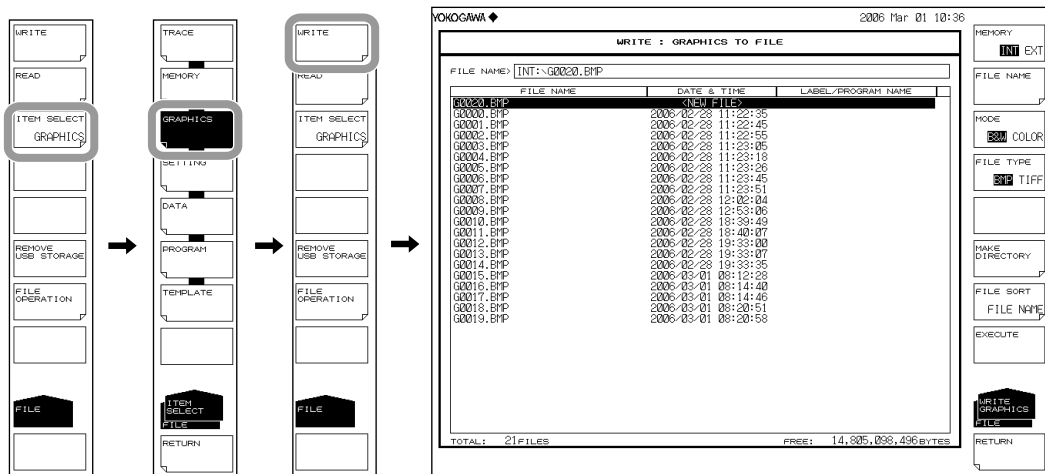 WRITE
READ
ITEM SELECT
GRAPHICS
REMOVE
USB STORAGE
FILE
OPERATION
FILE
TRACE
MEMORY
GRAPHICS
SETTING
DATA
PROGRAM
TEMPLATE
ITEM
SELECT
FILE
RETURN
WRITE
READ
ITEM SELECT
GRAPHICS
REMOVE
USB STORAGE
FILE
OPERATION
FILE
YOKOGAWA 2006 Mar 01 10:36
WRITE : GRAPHICS TO FILE
FILE NAME> INT:\G0020.BMP
FILE NAME DATE & TIME LABEL/PROGRAM NAME
G0020.BMP <NEW FILE>
G0000.BMP 2006/02/28 11:22:35
G0001.BMP 2006/02/28 11:22:45
G0002.BMP 2006/02/28 11:22:55
G0003.BMP 2006/02/28 11:23:05
G0004.BMP 2006/02/28 11:23:18
G0005.BMP 2006/02/28 11:23:26
G0006.BMP 2006/02/28 11:23:45
G0007.BMP 2006/02/28 11:23:51
G0008.BMP 2006/02/28 12:02:04
G0009.BMP 2006/02/28 12:53:06
G0010.BMP 2006/02/28 18:39:49
G0011.BMP 2006/02/28 18:40:07
G0012.BMP 2006/02/28 19:33:00
G0013.BMP 2006/02/28 19:33:07
G0014.BMP 2006/02/28 19:33:35
G0015.BMP 2006/03/01 08:12:28
G0016.BMP 2006/03/01 08:14:40
G0017.BMP 2006/03/01 08:14:46
G0018.BMP 2006/03/01 08:20:51
G0019.BMP 2006/03/01 08:20:58
TOTAL: 21FILES FREE: 14,805,098,496BYTES
MEMORY
INT EXT
FILE NAME
MODE
B&W COLOR
FILE TYPE
BMP TIFF
MAKE
DIRECTORY
FILE SORT
FILE NAME
EXECUTE
WRITE
GRAPHICS
FILE
RETURN